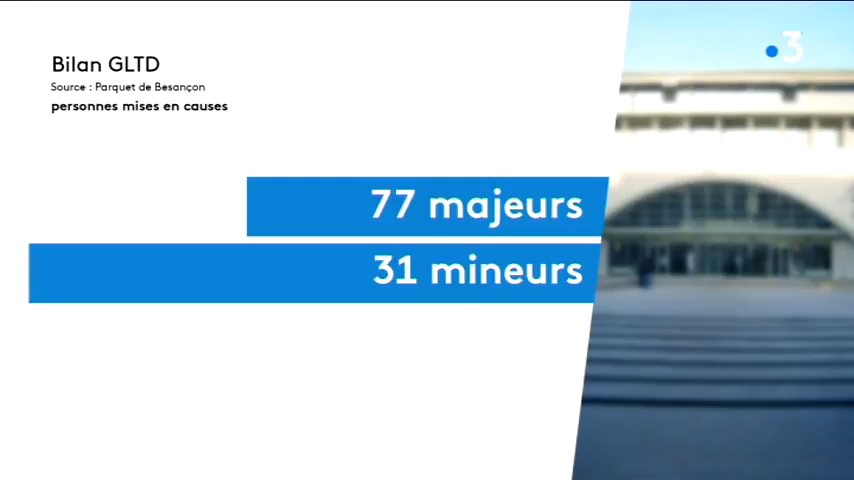 3
Bilan GLTD
Source : Parquet de Besançon
personnes mises en causes
77 majeurs
31 mineurs